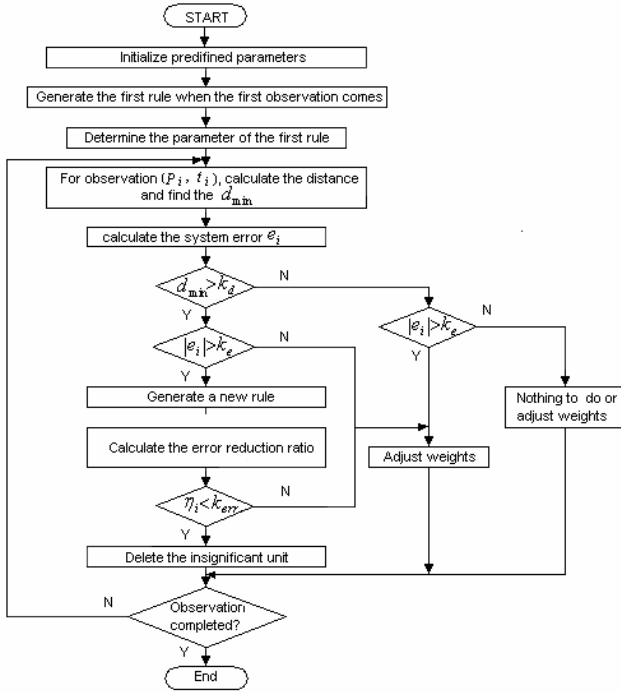 START
Initialize predifined parameters
Generate the first rule when the first observation comes
Determine the parameter of the first rule
For observation (p_i, t_i), calculate the distance
and find the d_min
calculate the system error e_i
d_min>k_d
N
Y
|e_i|>k_e
N
Y
|e_i|>k_e
N
Y
Generate a new rule
Nothing to do or
adjust weights
Calculate the error reduction ratio
Adjust weights
η_i<k_err
N
Y
Delete the insignificant unit
Observation
completed?
N
Y
End